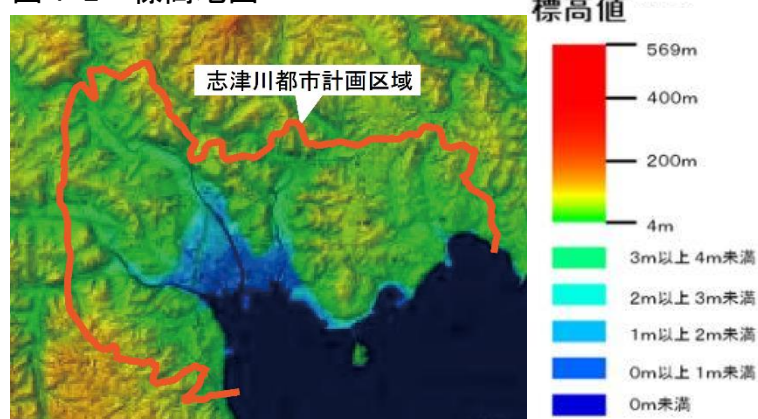 標高値
569m
400m
200m
4m
3m以上 4m未満
2m以上 3m未満
1m以上 2m未満
0m以上 1m未満
0m未満
志津川都市計画区域